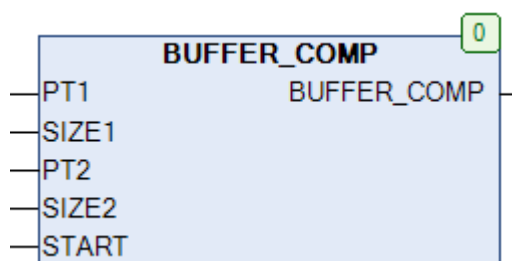 0
BUFFER_COMP
PT1 BUFFER_COMP
SIZE1
PT2
SIZE2
START